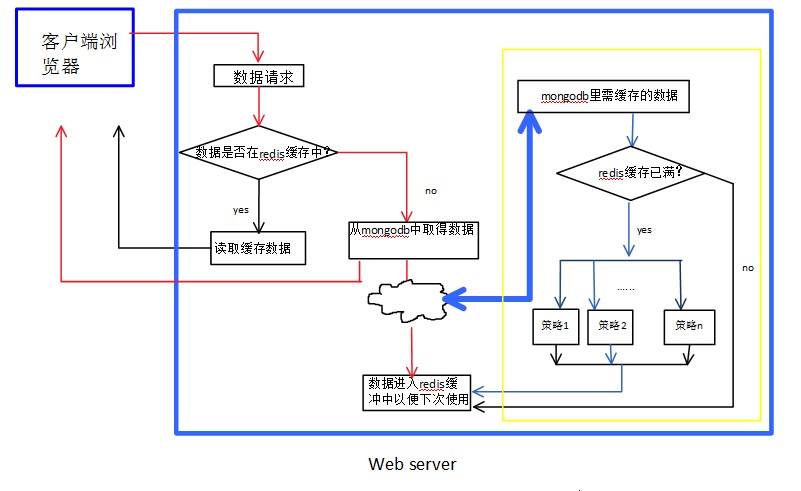 客户端浏
览器
数据请求
mongodb里需缓存的数据
数据是否在redis缓存中？
redis缓存已满？
no
yes
从mongodb中取得数据
yes
读取缓存数据
no
......
策略1
策略2
策略n
数据进入redis缓
冲中以便下次使用
Web server